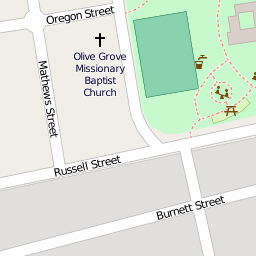 Oregon Street
Olive Grove
Missionary
Baptist
Church
Mathews Street
Russell Street
Burnett Street